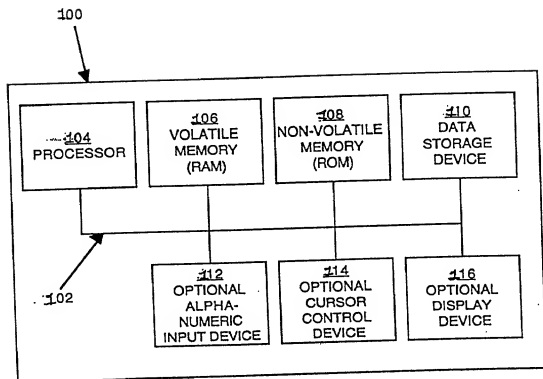 100
104
PROCESSOR
106
VOLATILE
MEMORY
(RAM)
108
NON-VOLATILE
MEMORY
(ROM)
110
DATA
STORAGE
DEVICE
102
112
OPTIONAL
ALPHA-
NUMERIC
INPUT DEVICE
114
OPTIONAL
CURSOR
CONTROL
DEVICE
116
OPTIONAL
DISPLAY
DEVICE